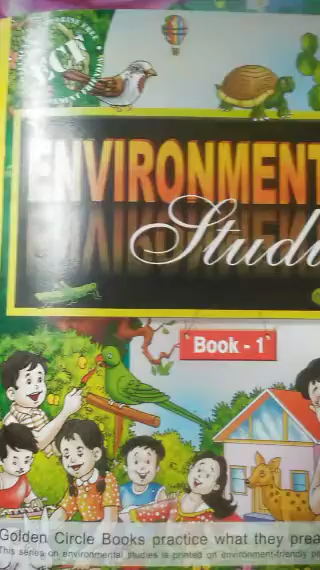 ENVIRONMENT
Studi
Book - 1
Golden Circle Books practice what they prea
This series on environmental studies is printed on environment-friendly p